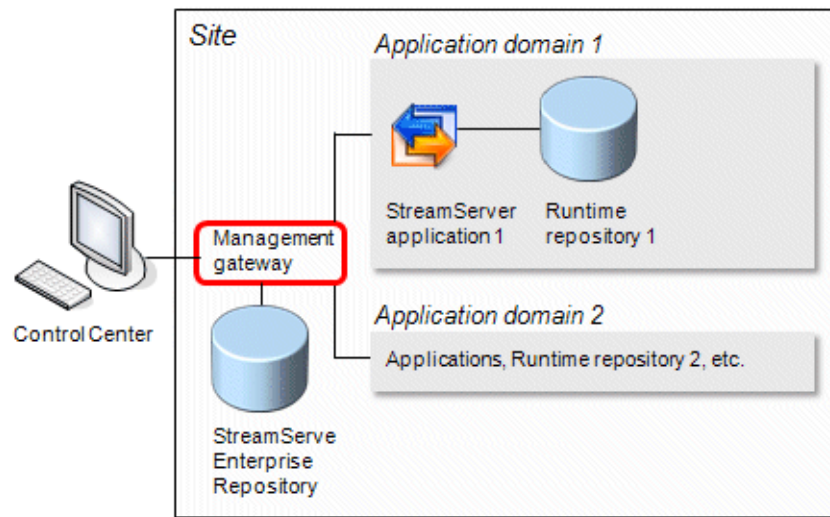 Site
Application domain 1
StreamServer
application 1
Runtime
repository 1
Management
gateway
Control Center
Application domain 2
Applications, Runtime repository 2, etc.
StreamServe
Enterprise
Repository